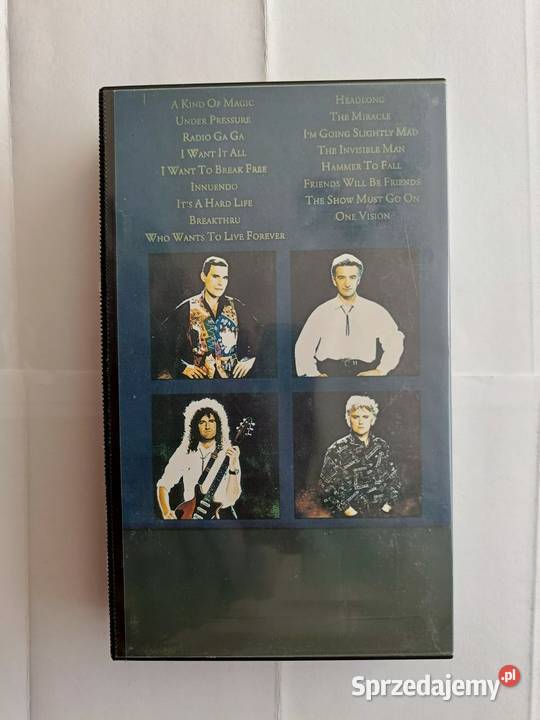 A Kind Of Magic
Under Pressure
Radio Ga Ga
I Want It All
I Want To Break Free
Innuendo
It's A Hard Life
Breakthru
Who Wants To Live Forever
Headlong
The Miracle
I'm Going Slightly Mad
The Invisible Man
Hammer To Fall
Friends Will Be Friends
The Show Must Go On
One Vision
Sprzedajemy.pl